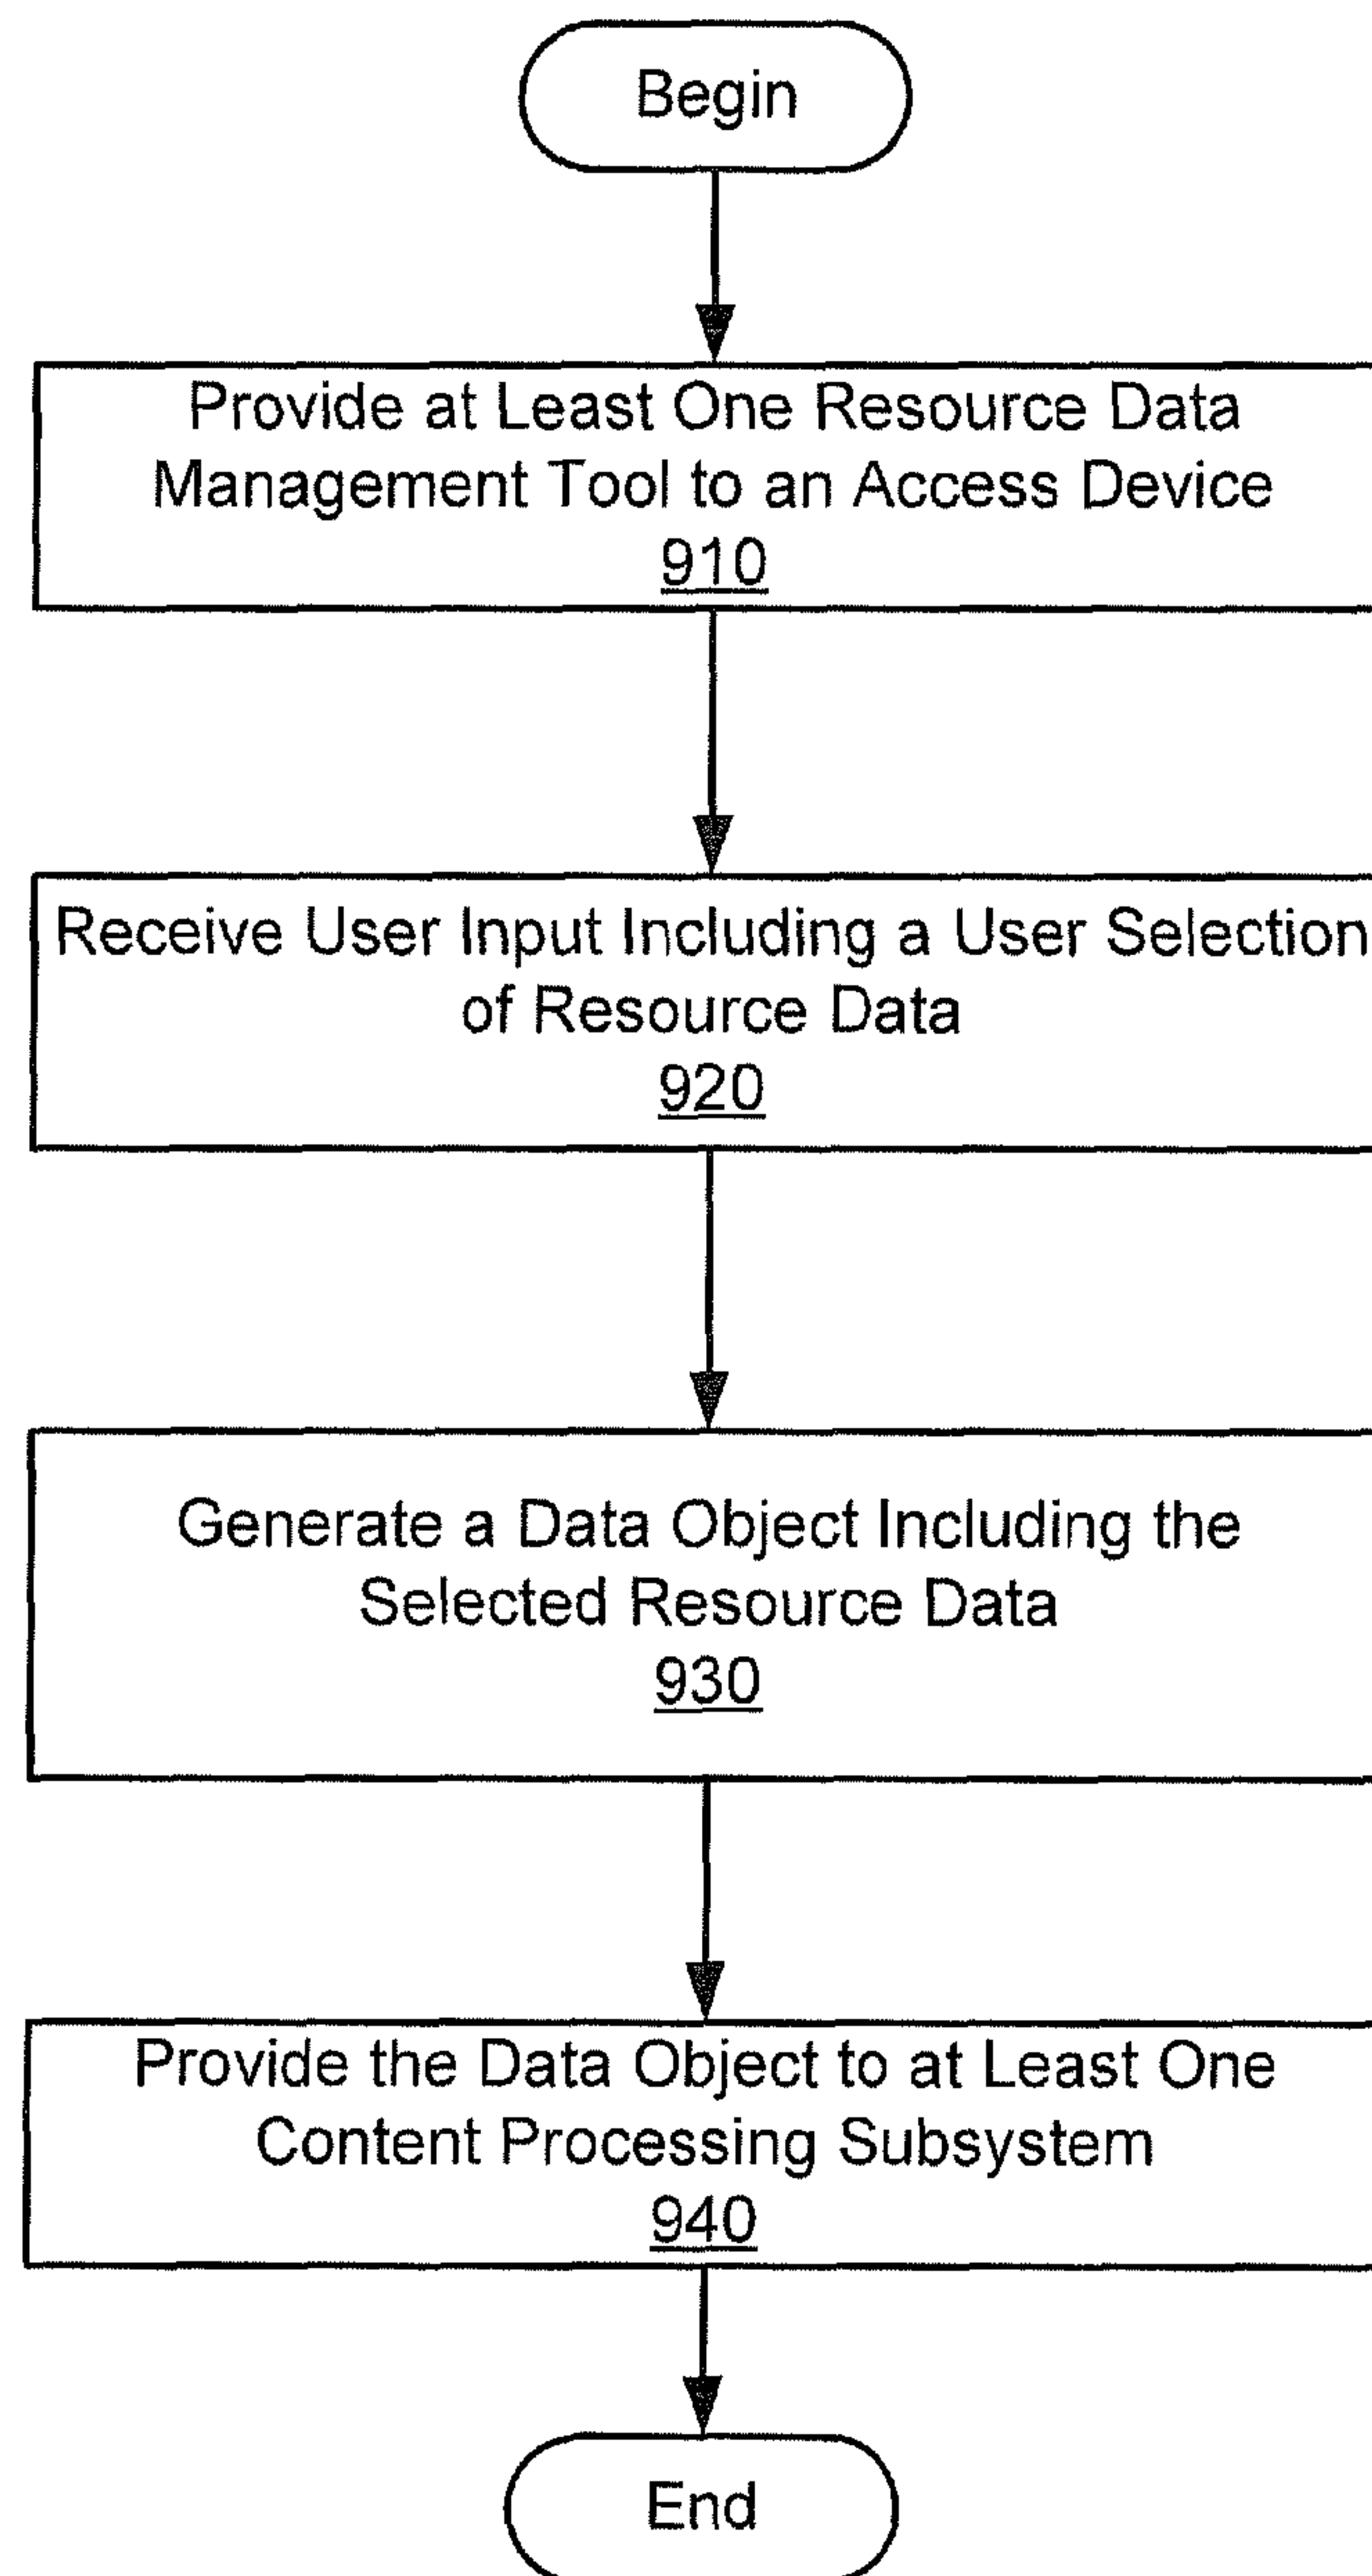 Begin
Provide at Least One Resource Data
Management Tool to an Access Device
910
Receive User Input Including a User Selection
of Resource Data
920
Generate a Data Object Including the
Selected Resource Data
930
Provide the Data Object to at Least One
Content Processing Subsystem
940
End